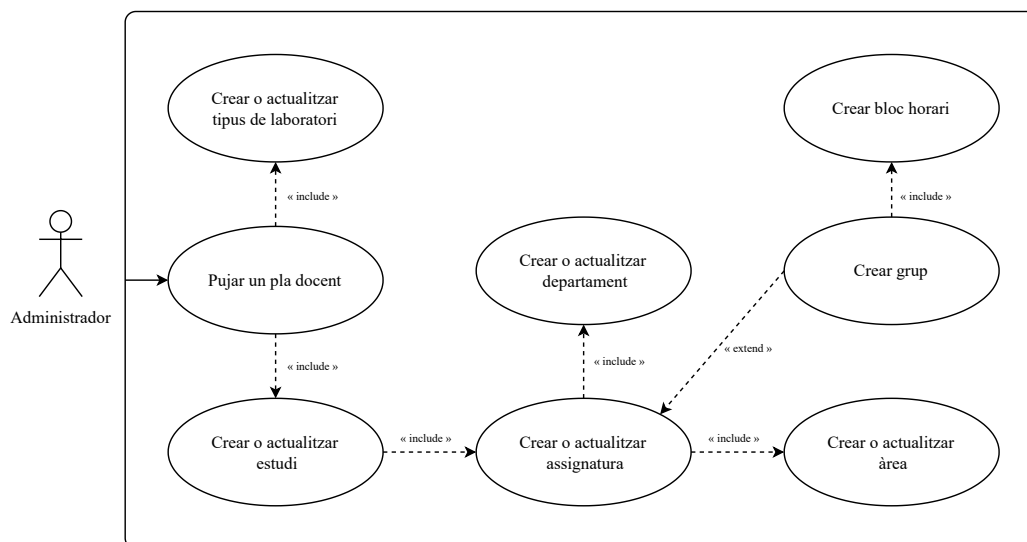 Crear o actualitzar
tipus de laboratori
Crear bloc horari
« include »
« include »
Administrador
Pujar un pla docent
Crear o actualitzar
departament
Crear grup
« include »
« include »
« extend »
Crear o actualitzar
estudi
« include »
Crear o actualitzar
assignatura
« include »
Crear o actualitzar
àrea